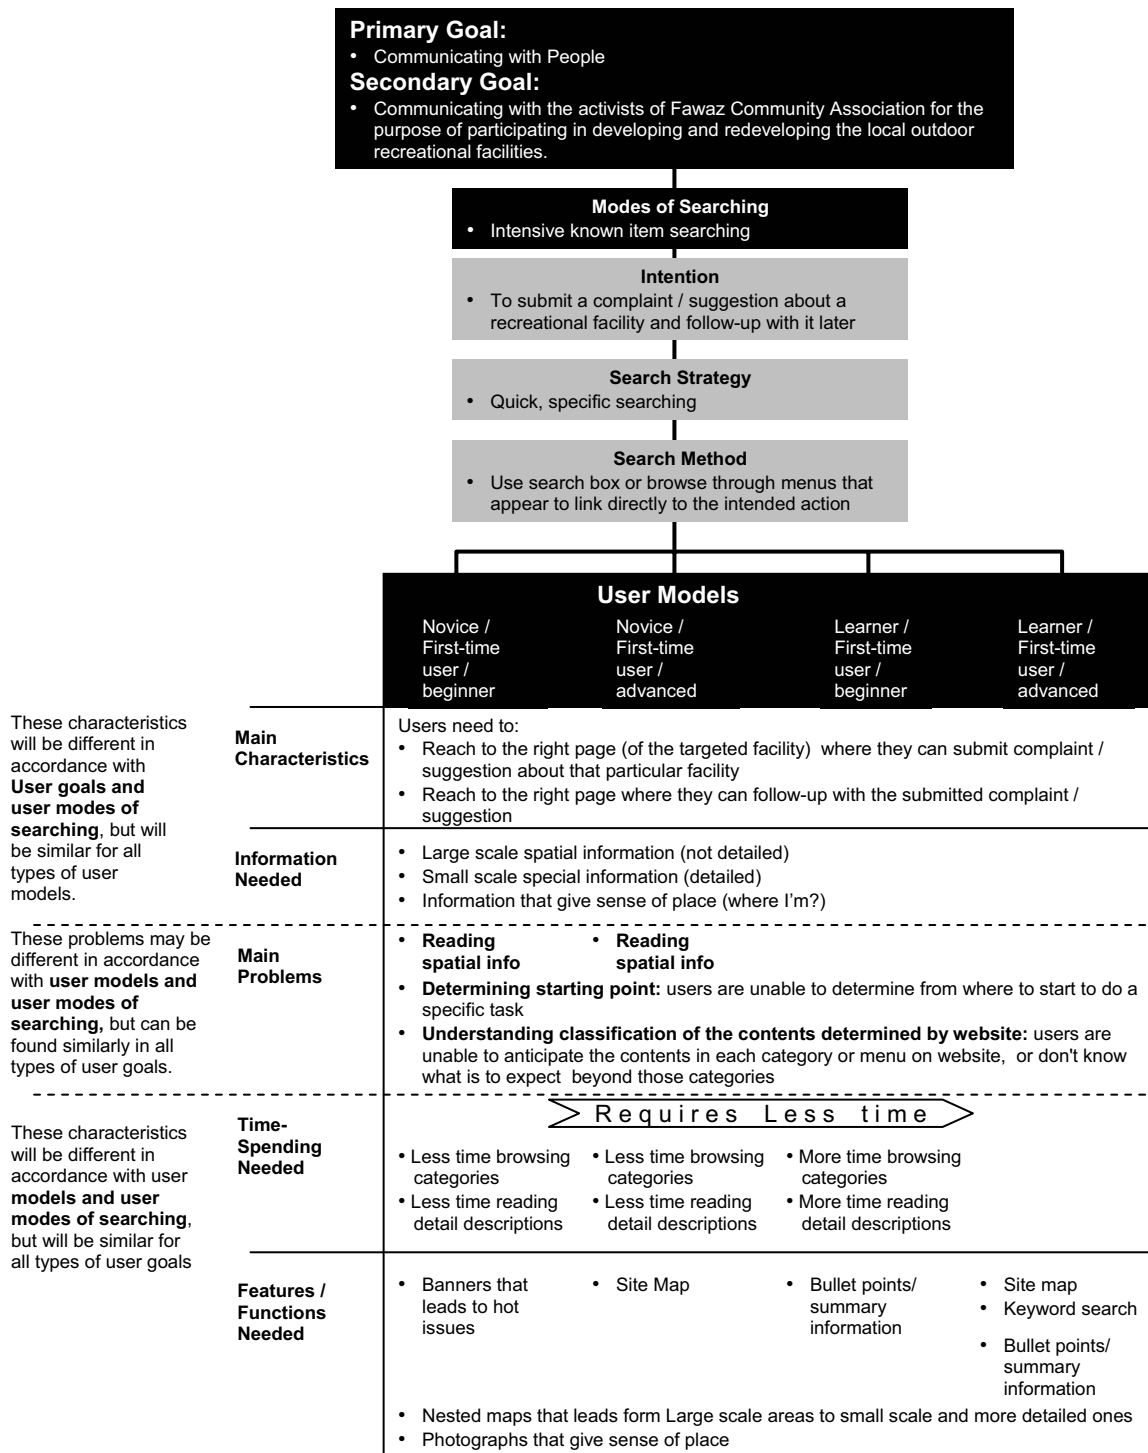 Primary Goal:
• Communicating with People
Secondary Goal:
• Communicating with the activists of Fawaz Community Association for the
purpose of participating in developing and redeveloping the local outdoor
recreational facilities.
Modes of Searching
• Intensive known item searching
Intention
• To submit a complaint / suggestion about a
recreational facility and follow-up with it later
Search Strategy
• Quick, specific searching
Search Method
• Use search box or browse through menus that
appear to link directly to the intended action
User Models
Novice /
First-time
user /
beginner
Novice /
First-time
user /
advanced
Learner /
First-time
user /
beginner
Learner /
First-time
user /
advanced
These characteristics
will be different in
accordance with
User goals and
user modes of
searching, but will
be similar for all
types of user
models.
Main
Characteristics
Users need to:
• Reach to the right page (of the targeted facility) where they can submit complaint /
suggestion about that particular facility
• Reach to the right page where they can follow-up with the submitted complaint /
suggestion
Information
Needed
• Large scale spatial information (not detailed)
• Small scale special information (detailed)
• Information that give sense of place (where I'm?)
These problems may be
different in accordance
with user models and
user modes of
searching, but can be
found similarly in all
types of user goals.
Main
Problems
• Reading
spatial info
• Reading
spatial info
• Determining starting point: users are unable to determine from where to start to do a
specific task
• Understanding classification of the contents determined by website: users are
unable to anticipate the contents in each category or menu on website, or don't know
what is to expect beyond those categories
These characteristics
will be different in
accordance with user
models and user
modes of searching,
but will be similar for
all types of user goals
Time-
Spending
Needed
Requires Less time
• Less time browsing
categories
• Less time reading
detail descriptions
• Less time browsing
categories
• Less time reading
detail descriptions
• More time browsing
categories
• More time reading
detail descriptions
Features /
Functions
Needed
• Banners that
leads to hot
issues
• Site Map
• Bullet points/
summary
information
• Site map
• Keyword search
• Bullet points/
summary
information
• Nested maps that leads form Large scale areas to small scale and more detailed ones
• Photographs that give sense of place